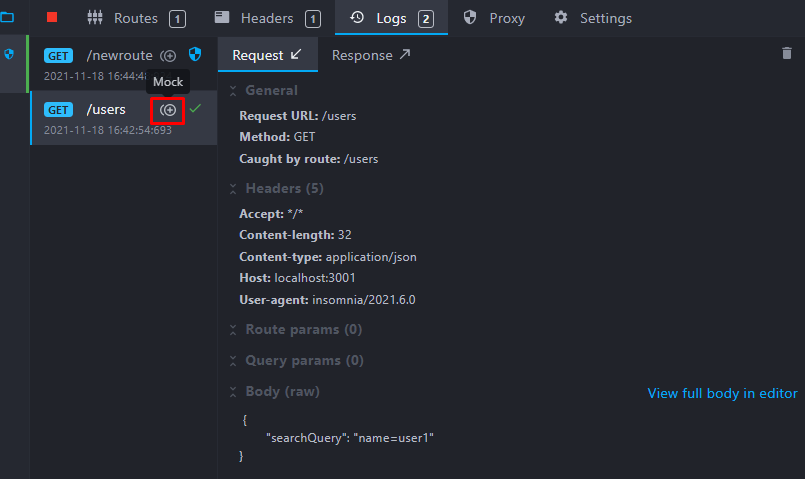 Routes 1 Headers 1 Logs 2 Proxy Settings
GET /newroute
2021-11-18 16:44:48
Mock
GET /users
2021-11-18 16:42:54:693
Request Response
General
Request URL: /users
Method: GET
Caught by route: /users
Headers (5)
Accept: */*
Content-length: 32
Content-type: application/json
Host: localhost:3001
User-agent: insomnia/2021.6.0
Route params (0)
Query params (0)
Body (raw)
View full body in editor
{
"searchQuery": "name=user1"
}